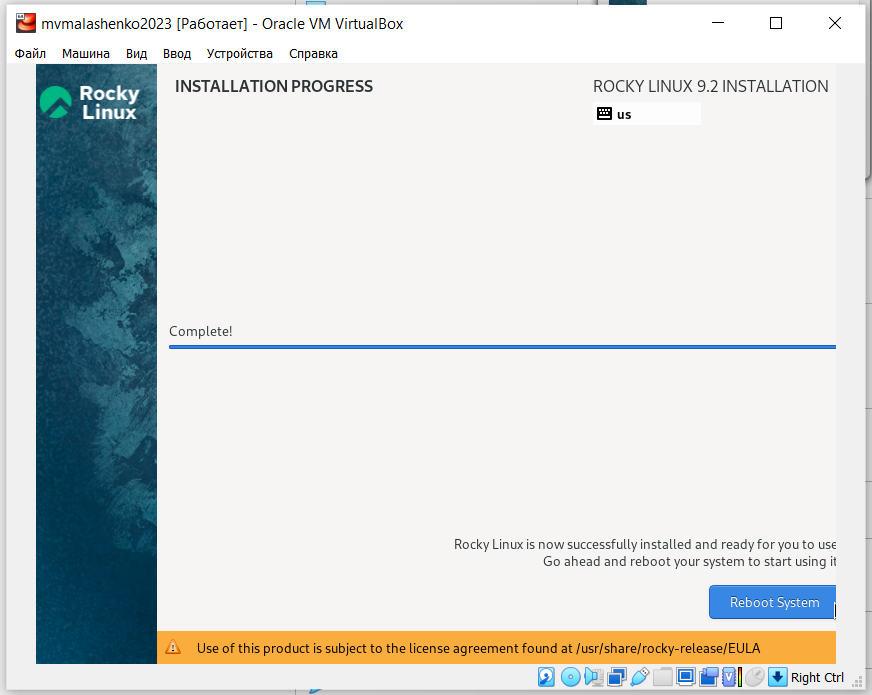 mvmalashenko2023 [Работает] - Oracle VM VirtualBox
Файл Машина Вид Ввод Устройства Справка
Rocky
Linux
INSTALLATION PROGRESS
ROCKY LINUX 9.2 INSTALLATION
us
Complete!
Rocky Linux is now successfully installed and ready for you to use
Go ahead and reboot your system to start using it
Reboot System
Use of this product is subject to the license agreement found at /usr/share/rocky-release/EULA
Right Ctrl